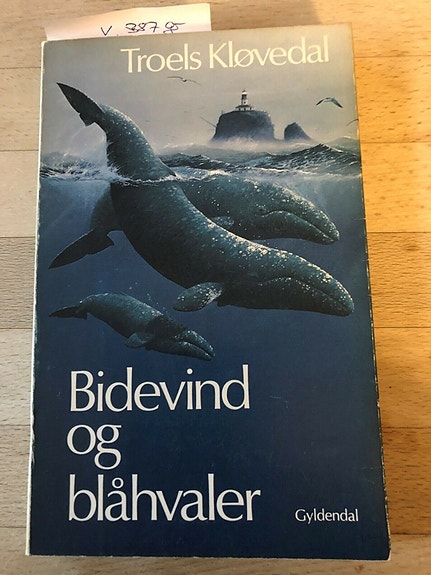 Troels Kløvedal
Bidevind
og
blåhvaler
Gyldendal